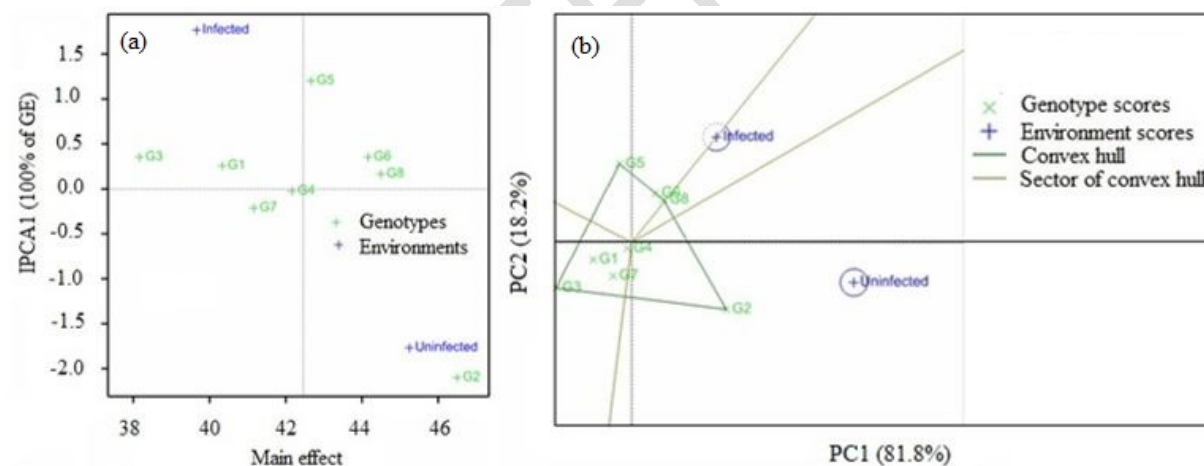 (a)
Infected
G5
G3
G1
G6
G8
G4
G7
Genotypes
Environments
Uninfected
G2
1.5
1.0
0.5
0.0
-0.5
-1.0
-1.5
-2.0
IPCA1 (100% of GE)
38 40 42 44 46
Main effect
(b)
Infected
G5
G6
G8
G4
G1
G7
G3
G2
Uninfected
Genotype scores
Environment scores
Convex hull
Sector of convex hull
PC2 (18.2%)
PC1 (81.8%)